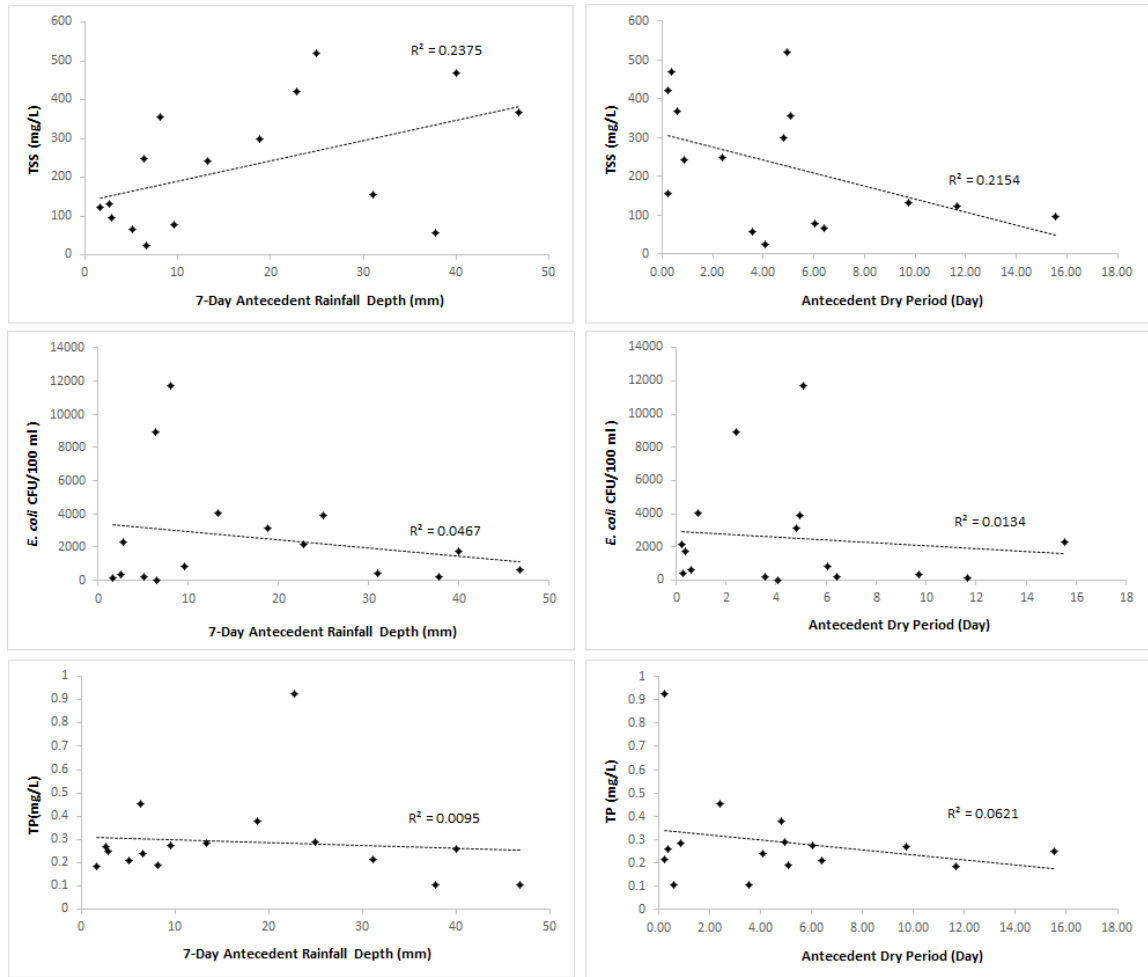 600
500
400
300
200
100
0
TSS (mg/L)
R² = 0.2375
0 10 20 30 40 50
7-Day Antecedent Rainfall Depth (mm)
600
500
400
300
200
100
0
TSS (mg/L)
R² = 0.2154
0.00 2.00 4.00 6.00 8.00 10.00 12.00 14.00 16.00 18.00
Antecedent Dry Period (Day)
14000
12000
10000
8000
6000
4000
2000
0
E. coli CFU/100 ml )
R² = 0.0467
0 10 20 30 40 50
7-Day Antecedent Rainfall Depth (mm)
14000
12000
10000
8000
6000
4000
2000
0
E. coli CFU/100 ml )
R² = 0.0134
0 2 4 6 8 10 12 14 16 18
Antecedent Dry Period (Day)
1
0.9
0.8
0.7
0.6
0.5
0.4
0.3
0.2
0.1
0
TP(mg/L)
R² = 0.0095
0 10 20 30 40 50
7-Day Antecedent Rainfall Depth (mm)
1
0.9
0.8
0.7
0.6
0.5
0.4
0.3
0.2
0.1
0
TP (mg/L)
R² = 0.0621
0.00 2.00 4.00 6.00 8.00 10.00 12.00 14.00 16.00 18.00
Antecedent Dry Period (Day)